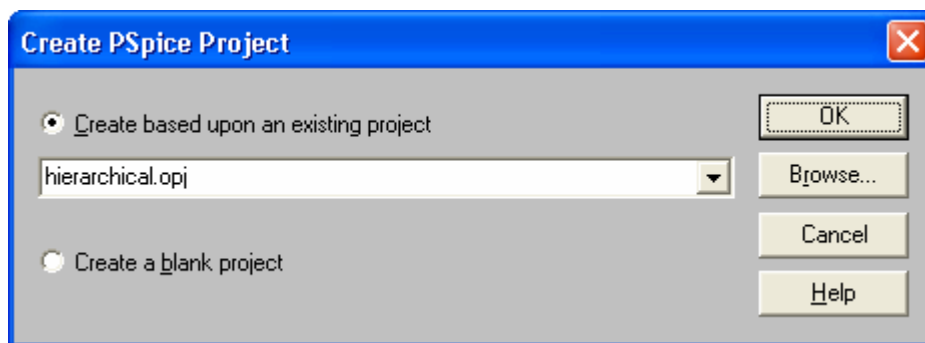 Create PSpice Project
Create based upon an existing project
OK
hierarchical.opj
Browse...
Cancel
Create a blank project
Help